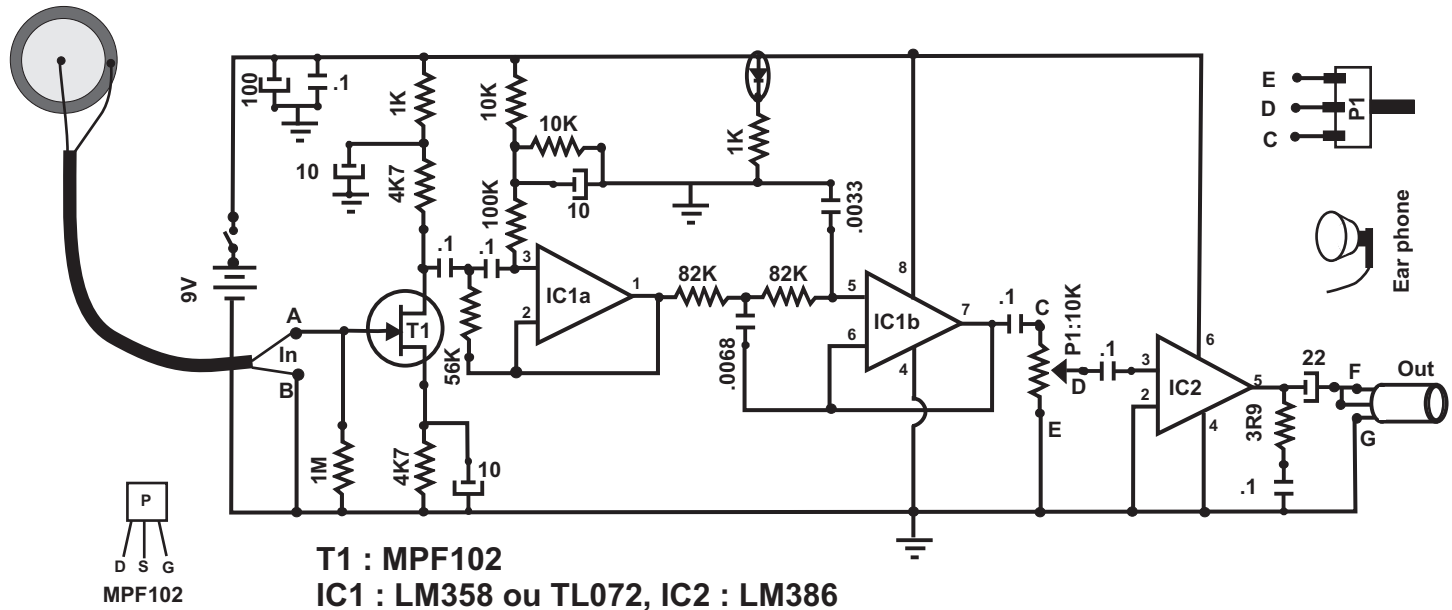 100
.1
1K
10K
10K
1K
10
4K7
100K
10
.0033
E
D
C
P1
Ear phone
9V
A
In
B
T1
.1
.1
56K
3
2
1
IC1a
82K
82K
.0068
5
6
8
7
4
IC1b
.1
C
P1:10K
D
E
.1
3
2
6
5
4
IC2
22
F
G
Out
3R9
.1
1M
4K7
10
P
D S G
MPF102
T1 : MPF102
IC1 : LM358 ou TL072, IC2 : LM386